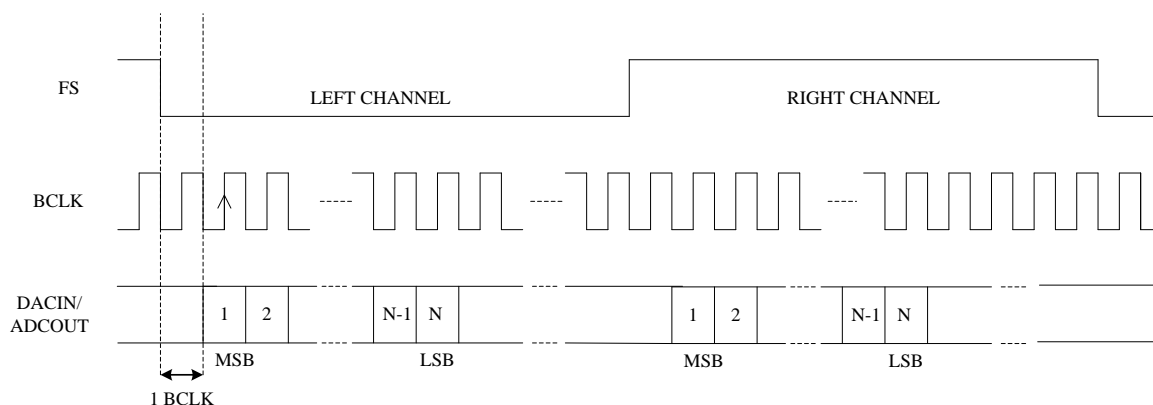 FS
LEFT CHANNEL
RIGHT CHANNEL
BCLK
DACIN/
ADCOUT
1 2 N-1 N 1 2 N-1 N
MSB LSB MSB LSB
1 BCLK